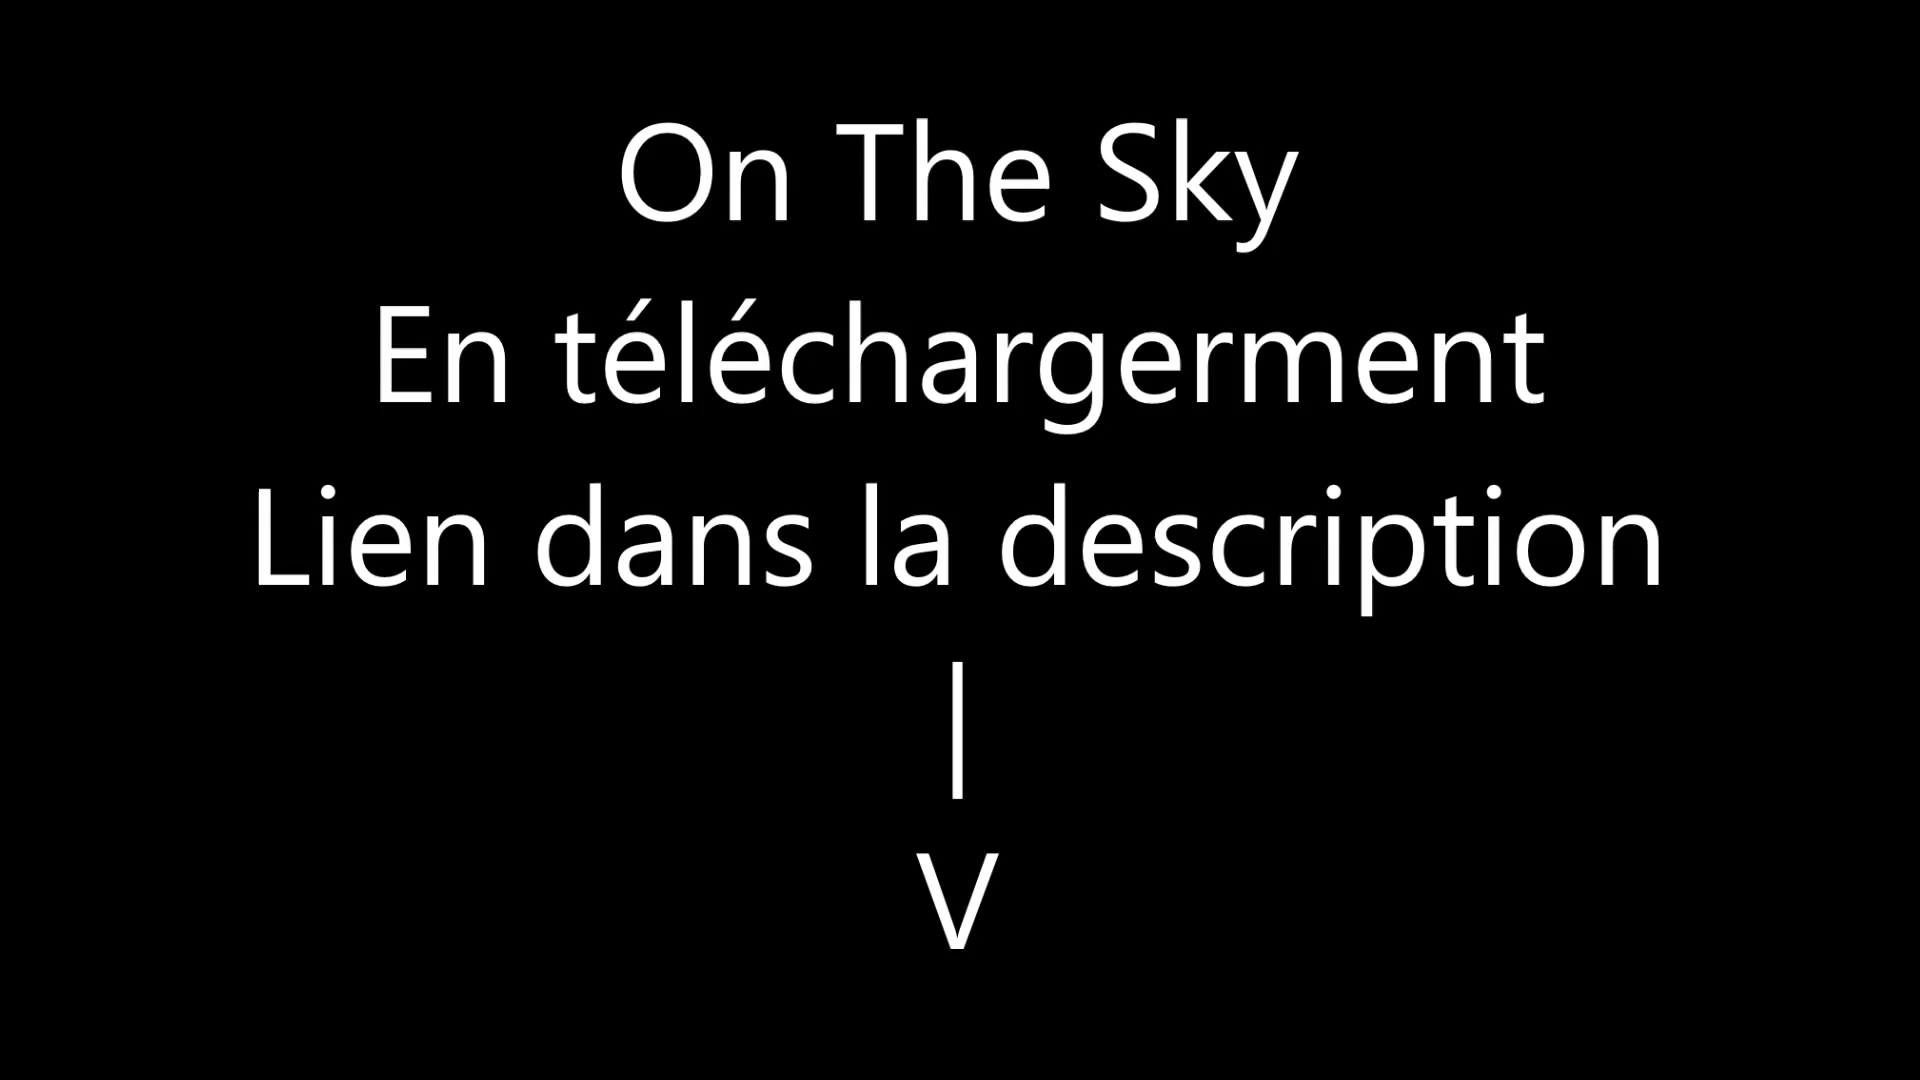 On The Sky
En téléchargerment
Lien dans la description
|
V